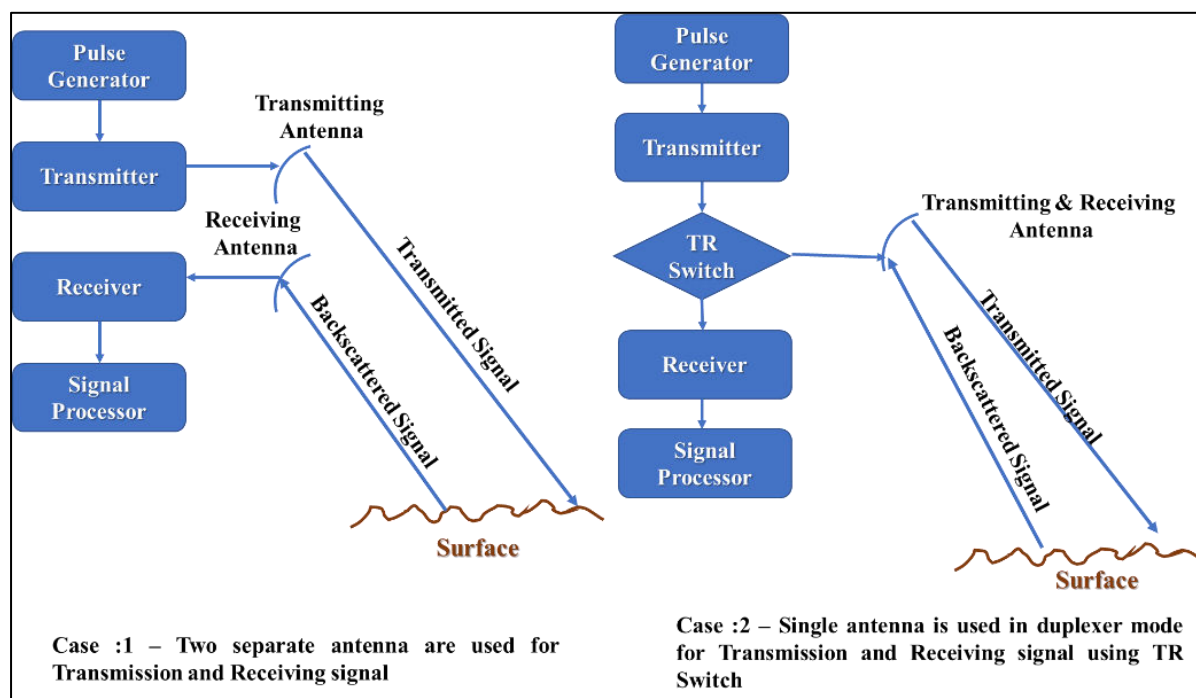 Pulse
Generator
Transmitting
Antenna
Transmitter
Receiving
Antenna
Receiver
Transmitted Signal
Backscattered Signal
Signal
Processor
Surface
Case :1 – Two separate antenna are used for
Transmission and Receiving signal
Pulse
Generator
Transmitter
Transmitting & Receiving
Antenna
TR
Switch
Transmitted Signal
Backscattered Signal
Receiver
Signal
Processor
Surface
Case :2 – Single antenna is used in duplexer mode
for Transmission and Receiving signal using TR
Switch